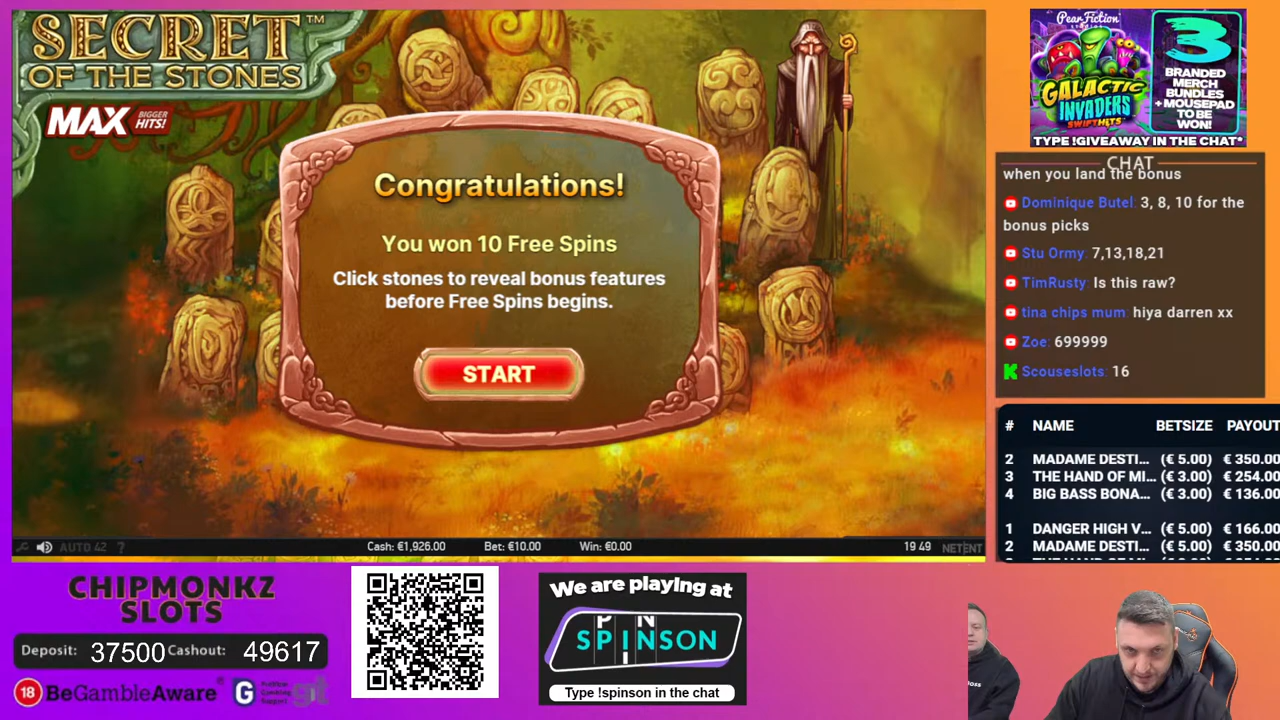 SECRET™
OF THE STONES
MAX BIGGER HITS!
Congratulations!
You won 10 Free Spins
Click stones to reveal bonus features
before Free Spins begins.
START
AUTO 42 ?
Cash: €1,926.00 Bet: €10.00 Win: €0.00
19 49 NETENT
PearFiction
STUDIOS
GALACTIC
INVADERS
SWIFTHITS
3
BRANDED
MERCH
BUNDLES
+ MOUSEPAD
TO BE
WON!
TYPE !GIVEAWAY IN THE CHAT*
CHAT
when you land the bonus
Dominique Butel: 3, 8, 10 for the
bonus picks
Stu Ormy: 7,13,18,21
TimRusty: Is this raw?
tina chips mum: hiya darren xx
Zoe: 699999
Scouseslots: 16
# NAME BETSIZE PAYOUT
2 MADAME DESTI... (€ 5.00) € 350.00
3 THE HAND OF MI... (€ 3.00) € 254.00
4 BIG BASS BONA... (€ 3.00) € 136.00
1 DANGER HIGH V... (€ 5.00) € 166.00
2 MADAME DESTI... (€ 5.00) € 350.00
CHIPMONKZ
SLOTS
Deposit: 37500 Cashout: 49617
18 BeGambleAware
We are playing at
SPINSON
Type !spinson in the chat